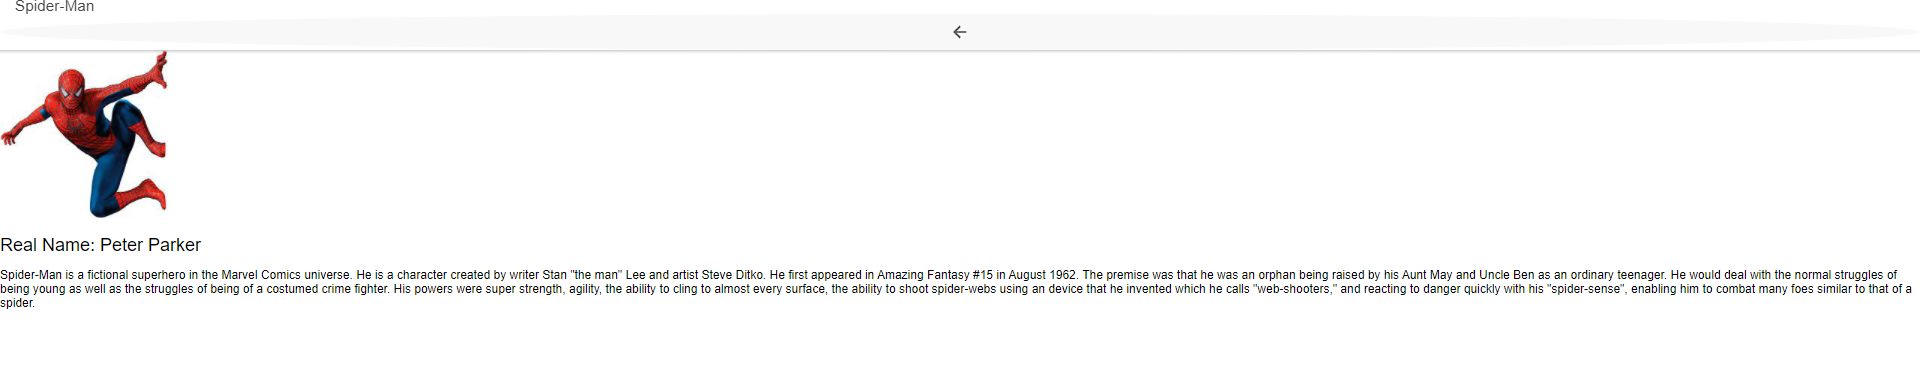 Spider-Man
Real Name: Peter Parker
Spider-Man is a fictional superhero in the Marvel Comics universe. He is a character created by writer Stan "the man" Lee and artist Steve Ditko. He first appeared in Amazing Fantasy #15 in August 1962. The premise was that he was an orphan being raised by his Aunt May and Uncle Ben as an ordinary teenager. He would deal with the normal struggles of
being young as well as the struggles of being of a costumed crime fighter. His powers were super strength, agility, the ability to cling to almost every surface, the ability to shoot spider-webs using an device that he invented which he calls "web-shooters," and reacting to danger quickly with his "spider-sense", enabling him to combat many foes similar to that of a
spider.